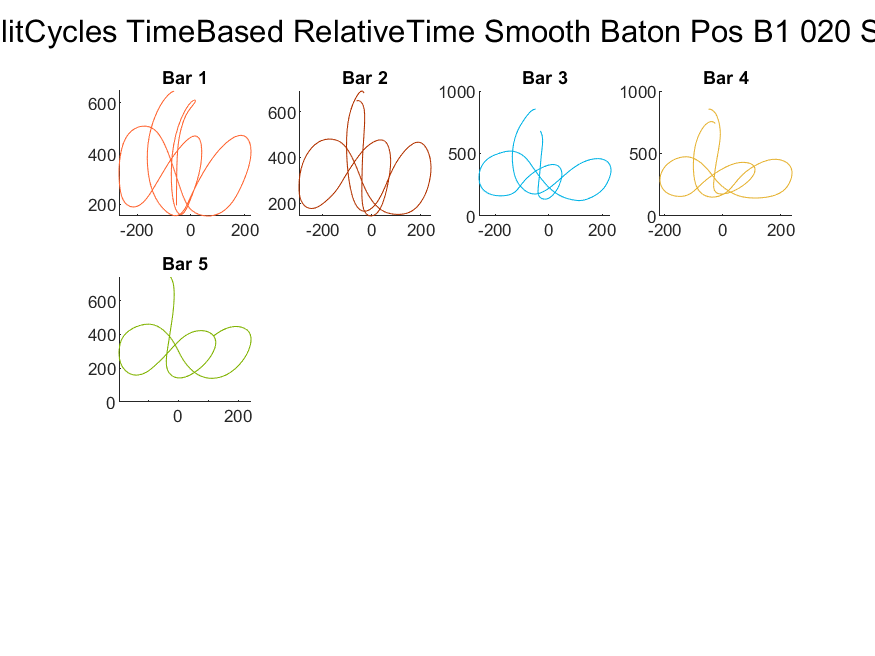 litCycles TimeBased RelativeTime Smooth Baton Pos B1 020 S
Bar 1 Bar 2 Bar 3 Bar 4
600 600 1000 1000
400 400 500 500
200 200 0 0
-200 0 200 -200 0 200 -200 0 200 -200 0 200
Bar 5
600
400
200
0
0 200